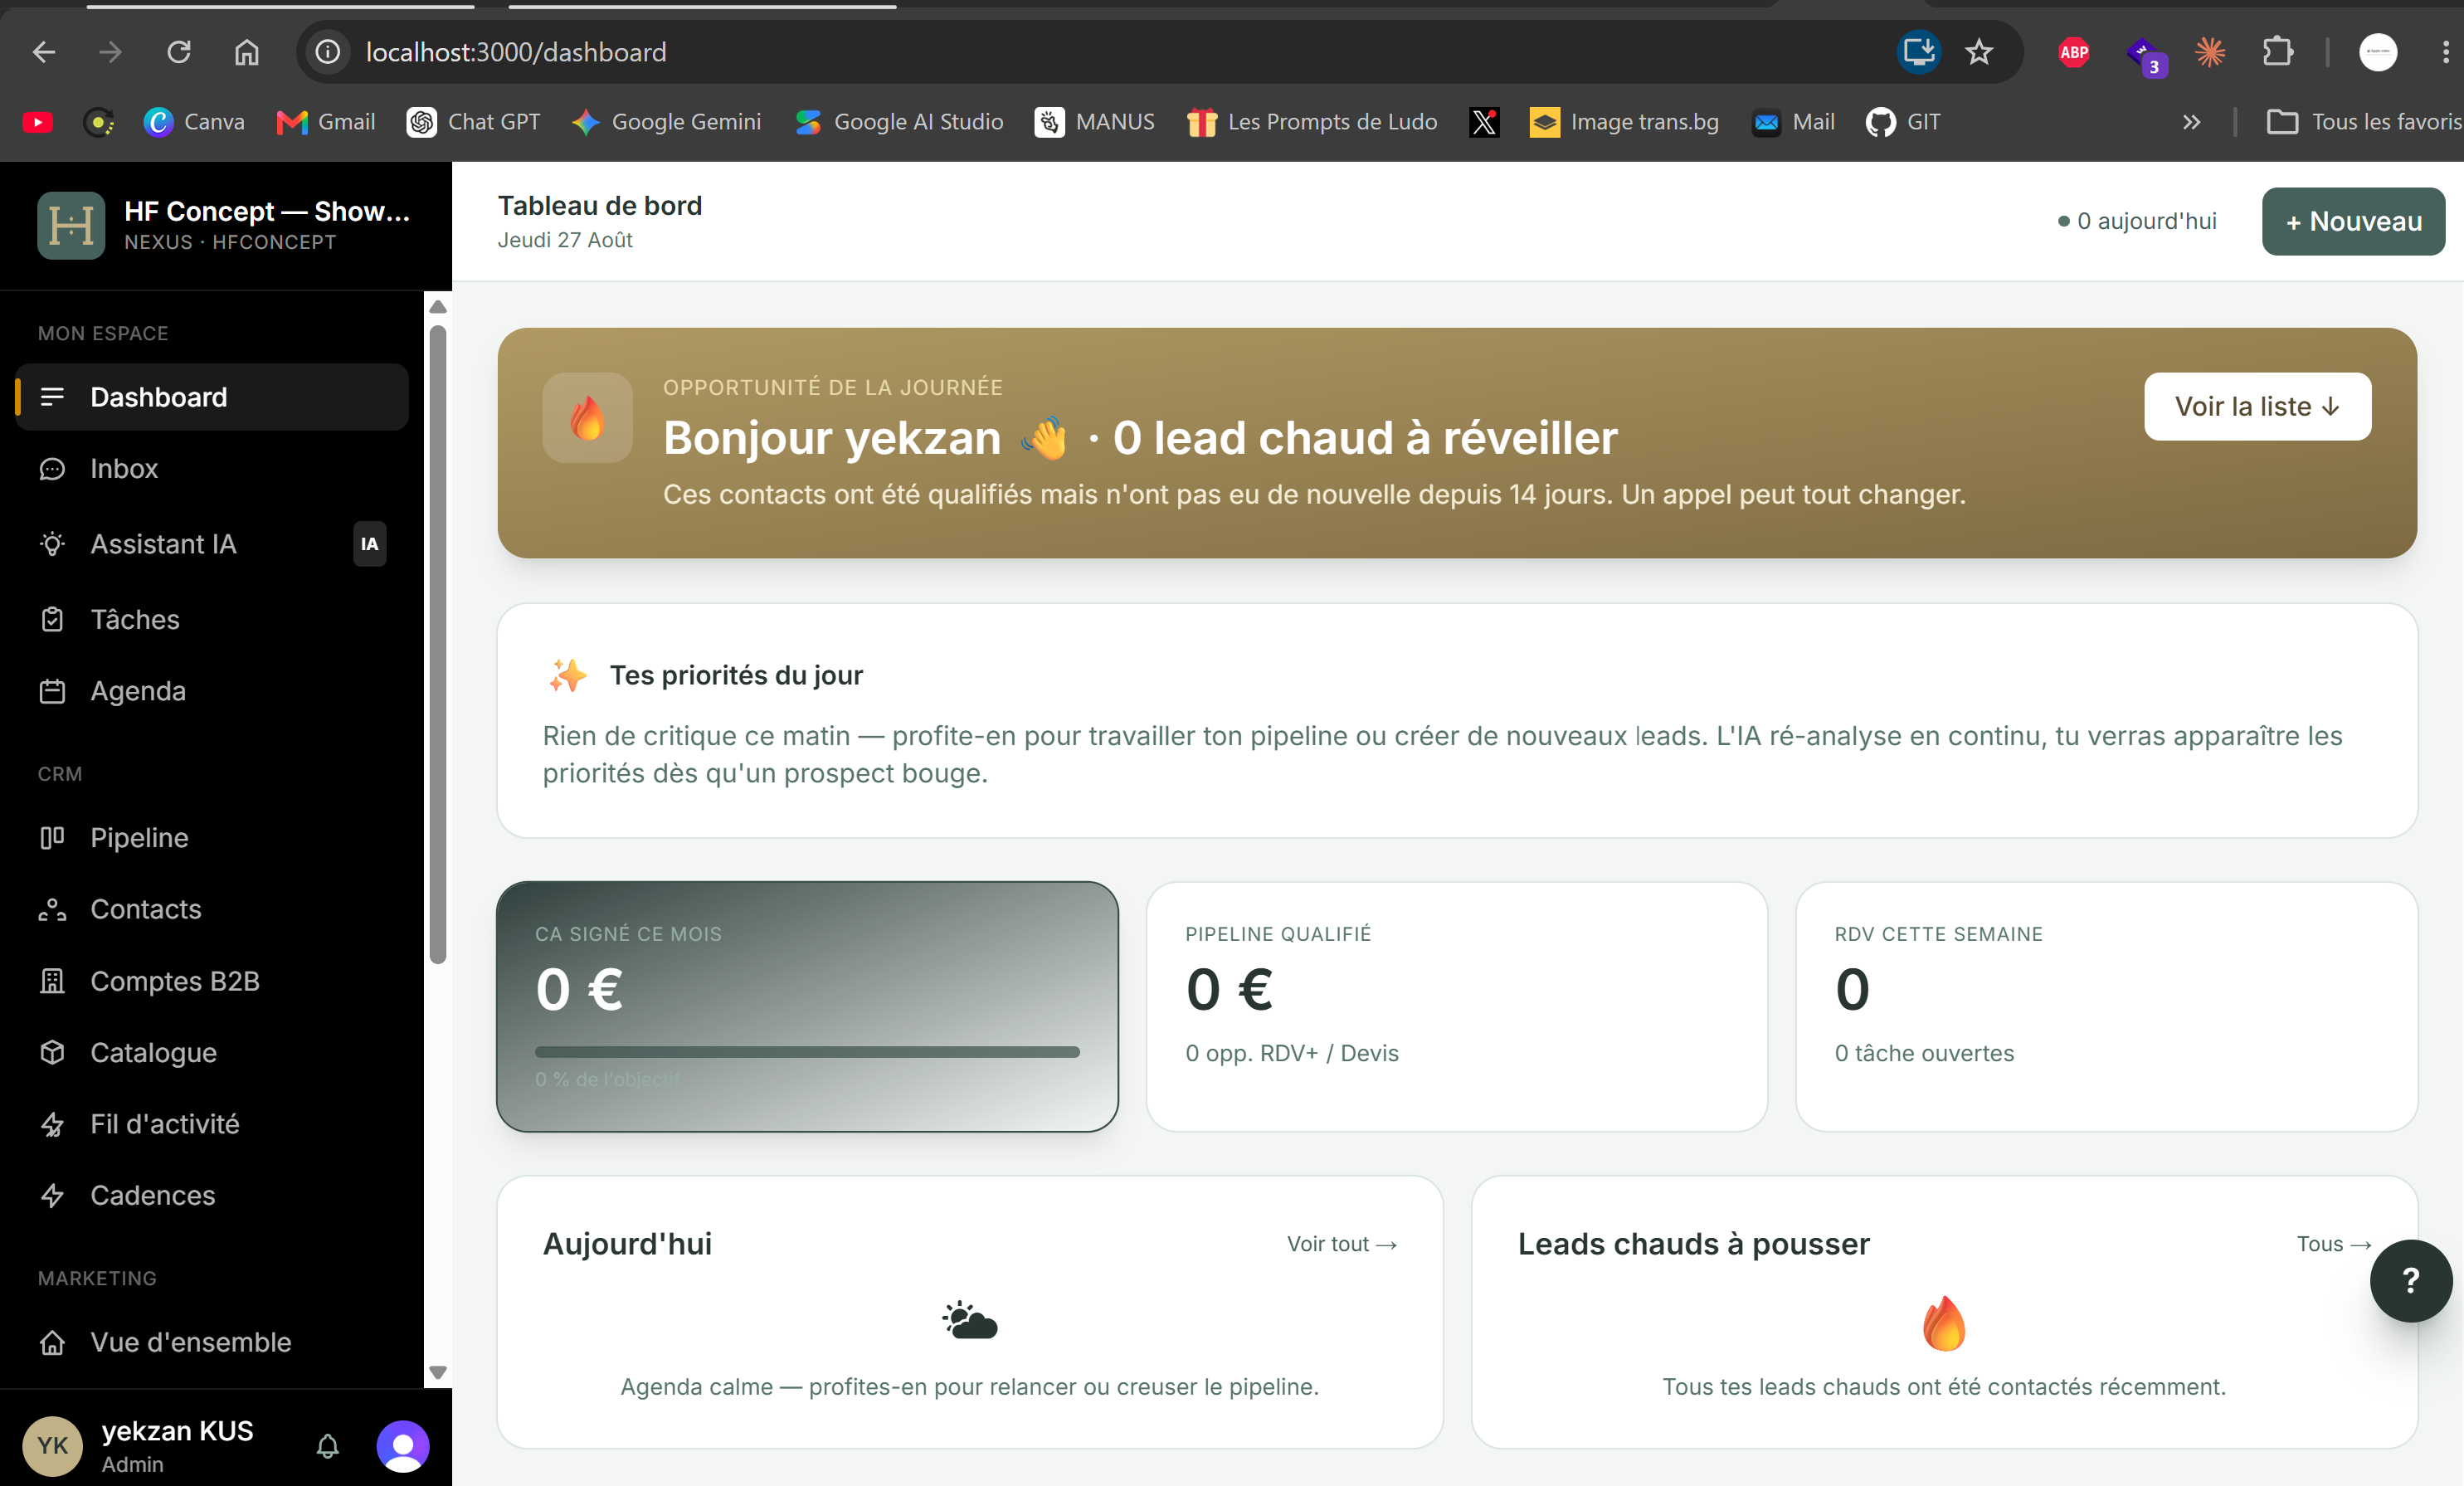 localhost:3000/dashboard
ABP
3
Canva
Gmail
Chat GPT
Google Gemini
Google AI Studio
MANUS
Les Prompts de Ludo
Image trans.bg
Mail
GIT
Tous les favoris
HF Concept — Show...
NEXUS · HFCONCEPT
MON ESPACE
Dashboard
Inbox
Assistant IA
IA
Tâches
Agenda
CRM
Pipeline
Contacts
Comptes B2B
Catalogue
Fil d'activité
Cadences
MARKETING
Vue d'ensemble
YK
yekzan KUS
Admin
Tableau de bord
Jeudi 27 Août
0 aujourd'hui
+ Nouveau
OPPORTUNITÉ DE LA JOURNÉE
Bonjour yekzan 👋 · 0 lead chaud à réveiller
Ces contacts ont été qualifiés mais n'ont pas eu de nouvelle depuis 14 jours. Un appel peut tout changer.
Voir la liste ↓
Tes priorités du jour
Rien de critique ce matin — profite-en pour travailler ton pipeline ou créer de nouveaux leads. L'IA ré-analyse en continu, tu verras apparaître les
priorités dès qu'un prospect bouge.
CA SIGNÉ CE MOIS
0 €
0 % de l'objectif
PIPELINE QUALIFIÉ
0 €
0 opp. RDV+ / Devis
RDV CETTE SEMAINE
0
0 tâche ouvertes
Aujourd'hui
Voir tout →
Agenda calme — profites-en pour relancer ou creuser le pipeline.
Leads chauds à pousser
Tous →
Tous tes leads chauds ont été contactés récemment.
?